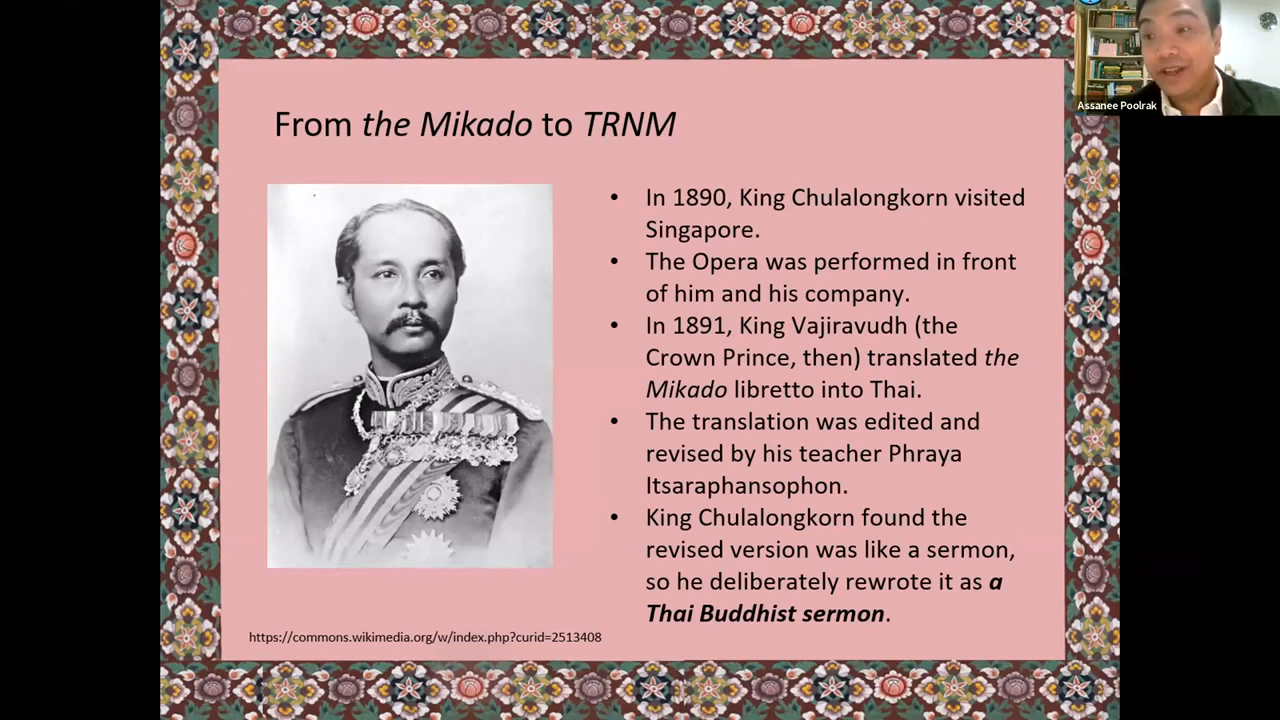 Assanee Poolrak
From the Mikado to TRNM
• In 1890, King Chulalongkorn visited
Singapore.
• The Opera was performed in front
of him and his company.
• In 1891, King Vajiravudh (the
Crown Prince, then) translated the
Mikado libretto into Thai.
• The translation was edited and
revised by his teacher Phraya
Itsaraphansophon.
• King Chulalongkorn found the
revised version was like a sermon,
so he deliberately rewrote it as a
Thai Buddhist sermon.
https://commons.wikimedia.org/w/index.php?curid=2513408